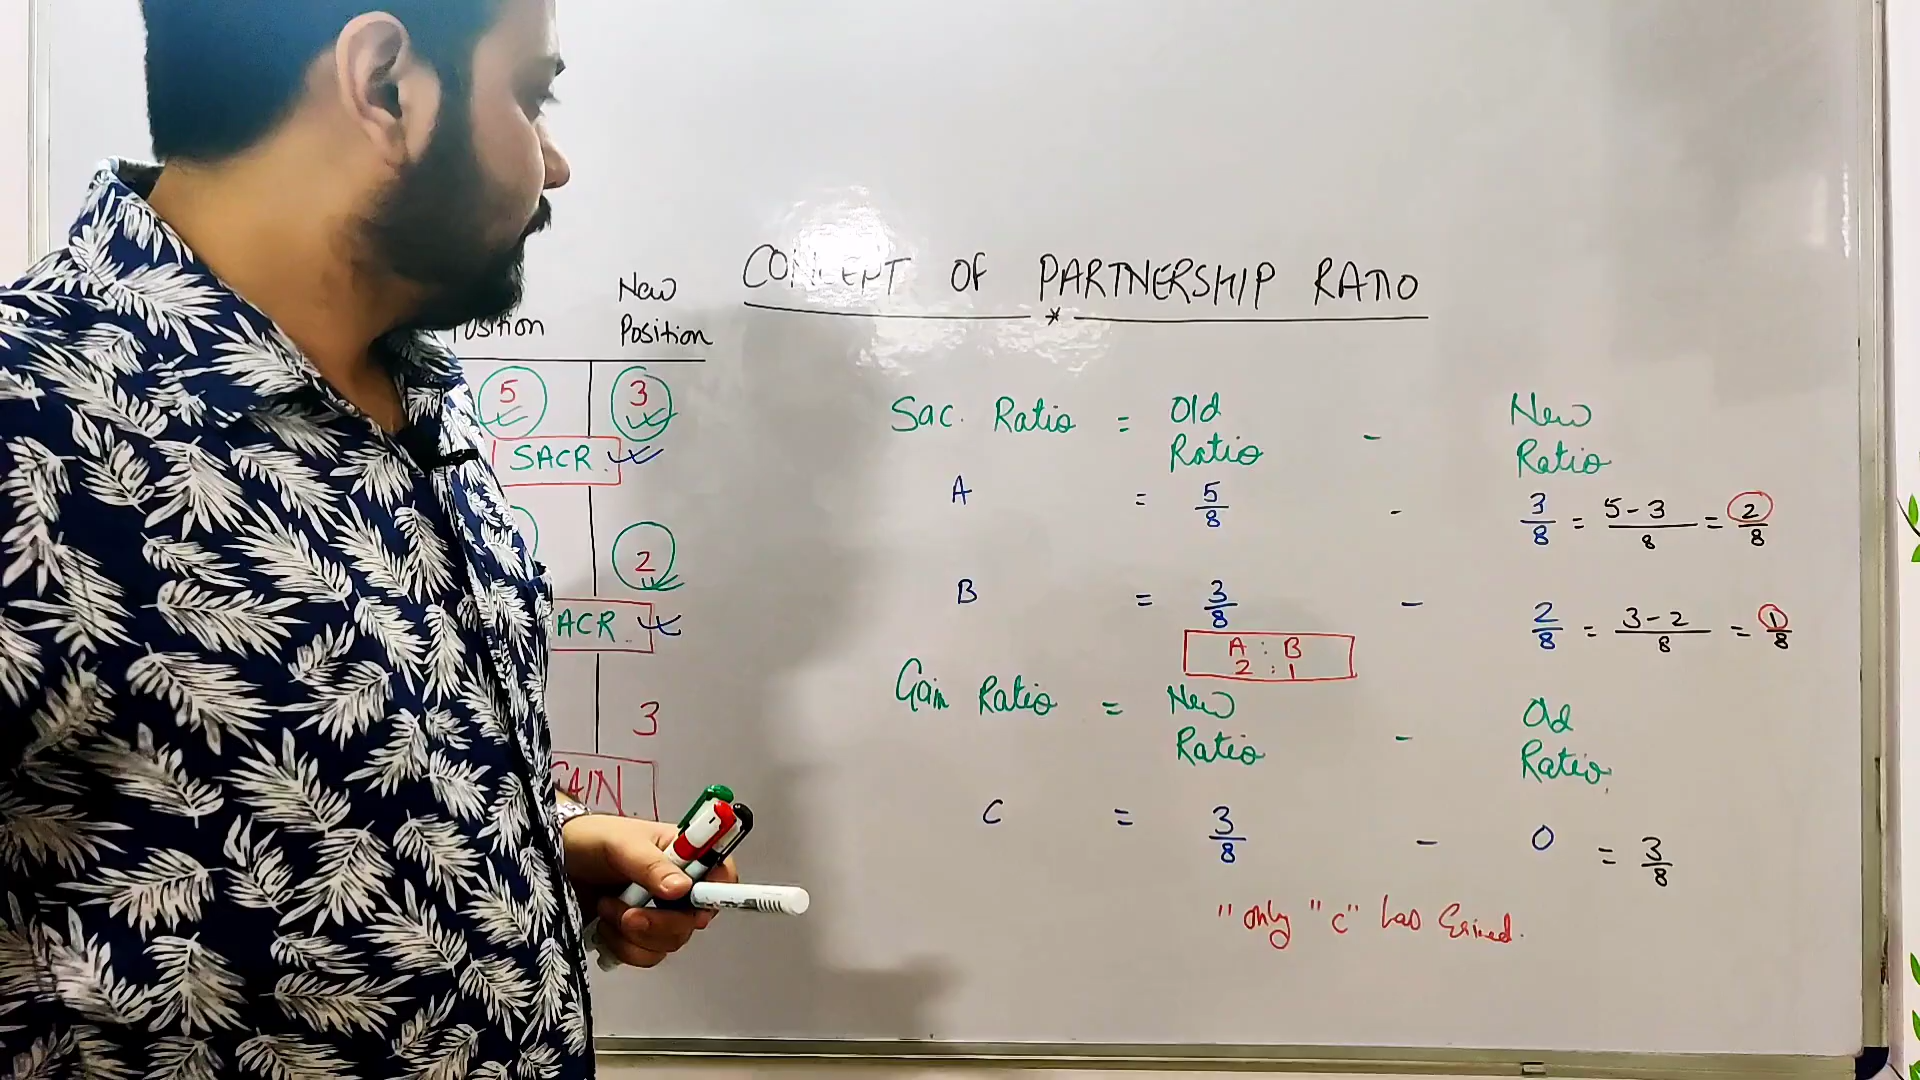 CONCEPT OF PARTNERSHIP RATIO
Position
New Position
5 3
SACR.
2
ACR.
3
GAIN.
Sac. Ratio = Old Ratio - New Ratio
A = 5/8 - 3/8 = 5-3/8 = 2/8
B = 3/8 - 2/8 = 3-2/8 = 1/8
A : B
2 : 1
Gain Ratio = New Ratio - Old Ratio
C = 3/8 - 0 = 3/8
"only "C" has Gained.